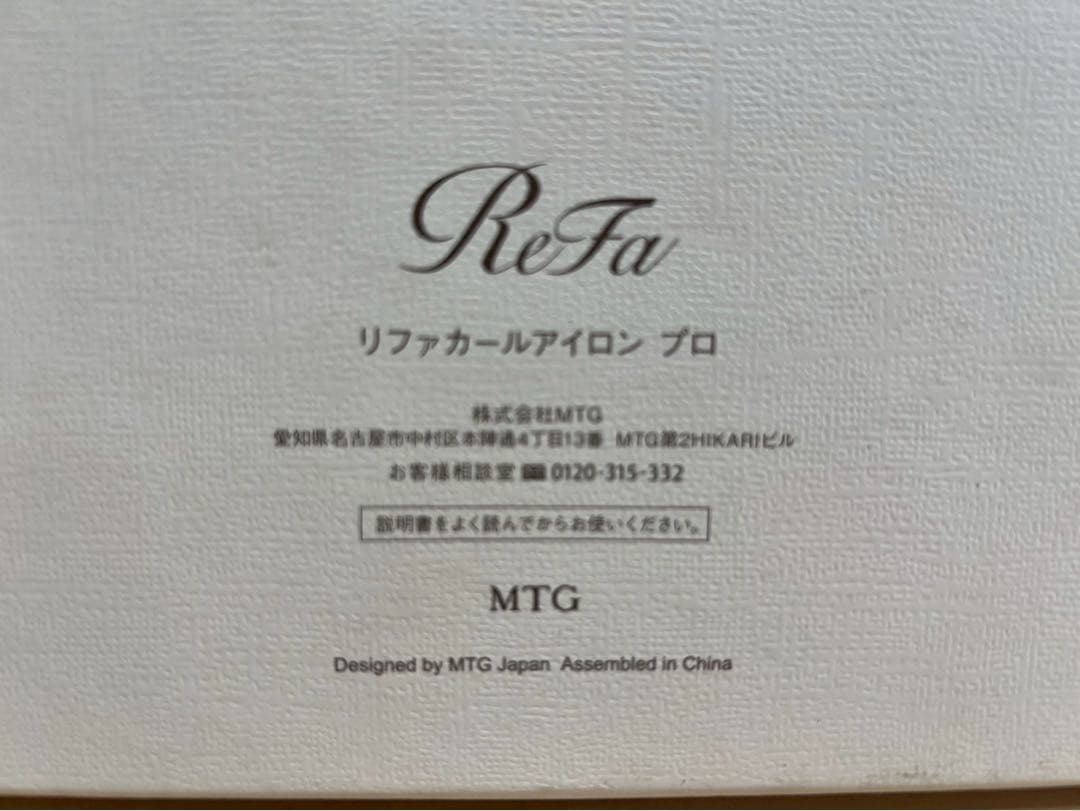 ReFa
リファカールアイロン プロ
株式会社MTG
愛知県名古屋市中村区本陣通4丁目13番 MTG第2HIKARIビル
お客様相談室 0120-315-332
説明書をよく読んでからお使いください。
MTG
Designed by MTG Japan Assembled in China